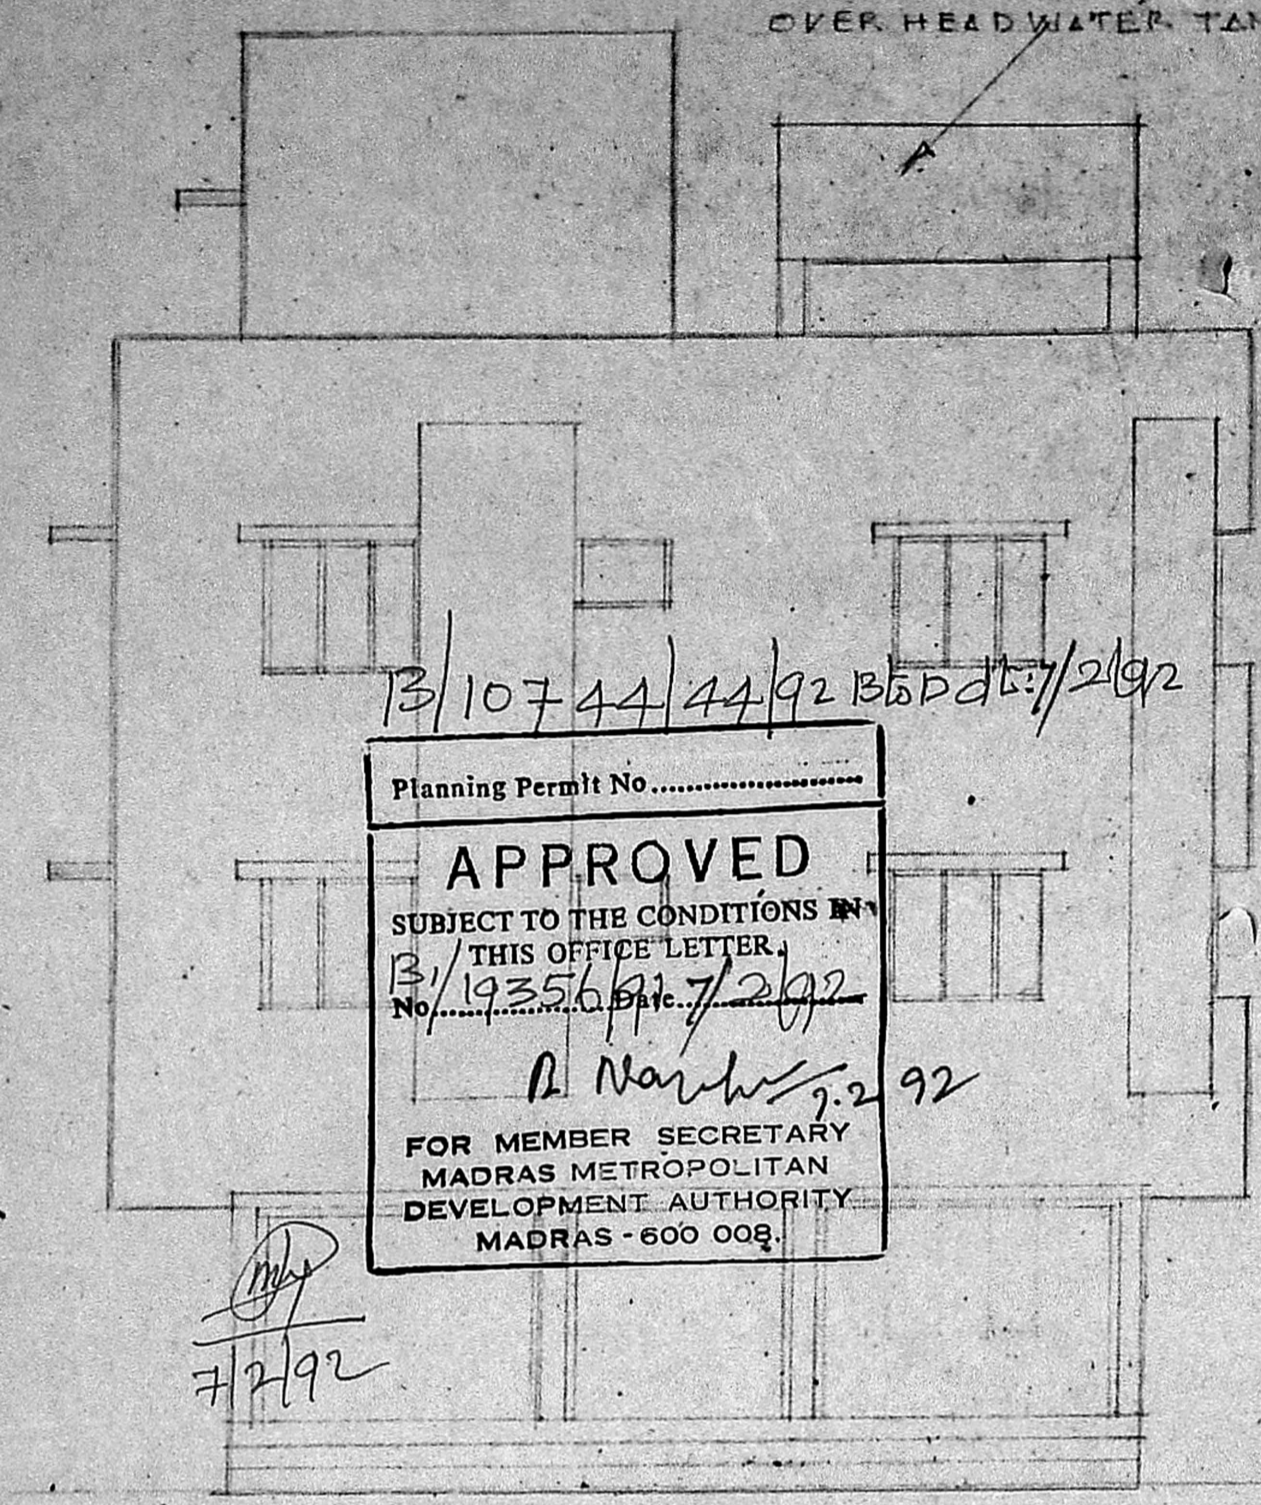 OVER HEAD WATER TAN
B/10744/44/92 B to D dt: 7/2/92
Planning Permit No..........................
APPROVED
SUBJECT TO THE CONDITIONS IN
THIS OFFICE LETTER.
No. B1/19356/91 Date 7/2/92
7.2.92
FOR MEMBER SECRETARY
MADRAS METROPOLITAN
DEVELOPMENT AUTHORITY
MADRAS - 600 008.
7/2/92